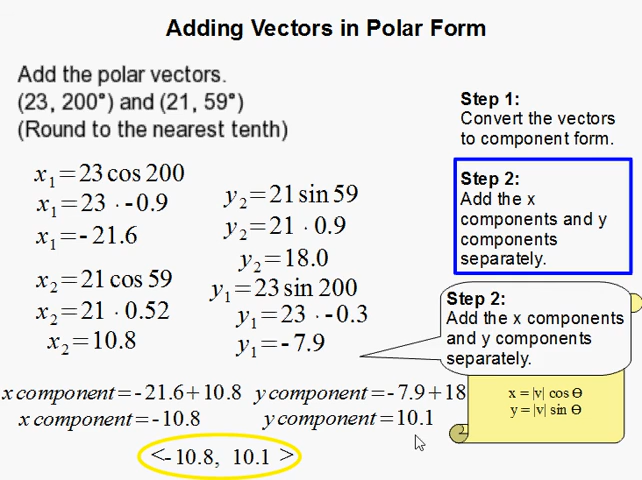 Adding Vectors in Polar Form
Add the polar vectors.
(23, 200°) and (21, 59°)
(Round to the nearest tenth)
x₁=23 cos 200
x₁=23 · -0.9
x₁=-21.6
x₂=21 cos 59
x₂=21 · 0.52
x₂=10.8
y₂=21 sin 59
y₂=21 · 0.9
y₂=18.0
y₁=23 sin 200
y₁=23 · -0.3
y₁=-7.9
x component=-21.6+10.8
x component=-10.8
y component=-7.9+18
y component=10.1
<-10.8, 10.1 >
Step 1:
Convert the vectors
to component form.
Step 2:
Add the x
components and y
components
separately.
Step 2:
Add the x components
and y components
separately.
x = |v| cos Θ
y = |v| sin Θ